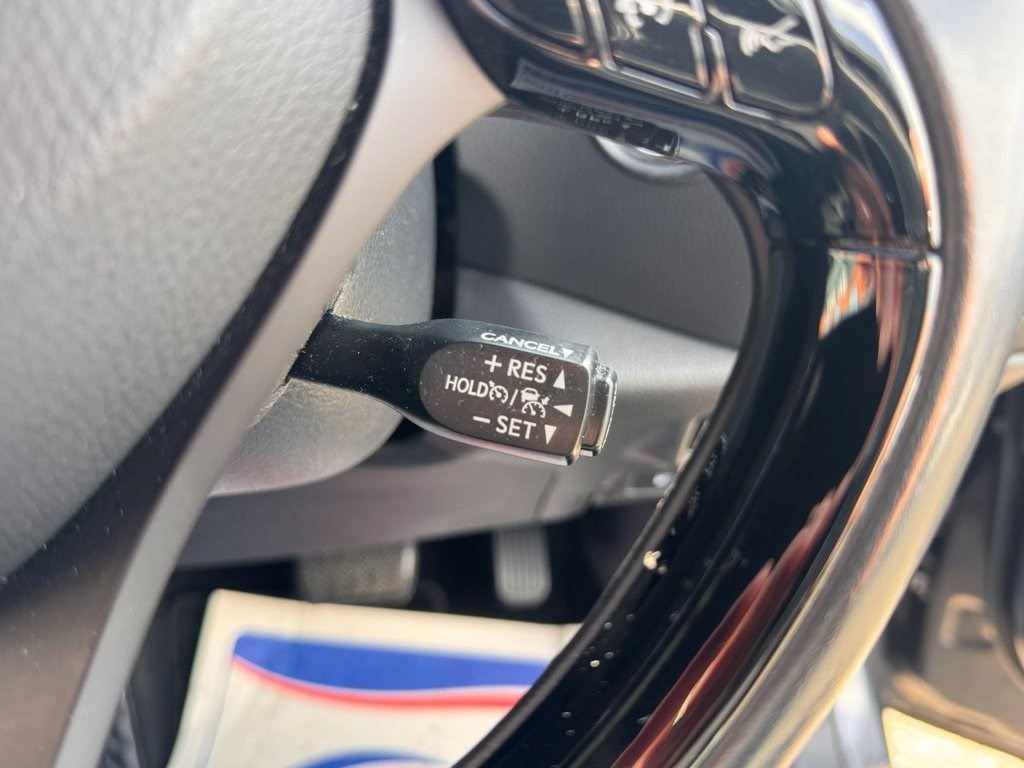 CANCEL▼
+ RES ▲
HOLD / ◄
− SET ▼